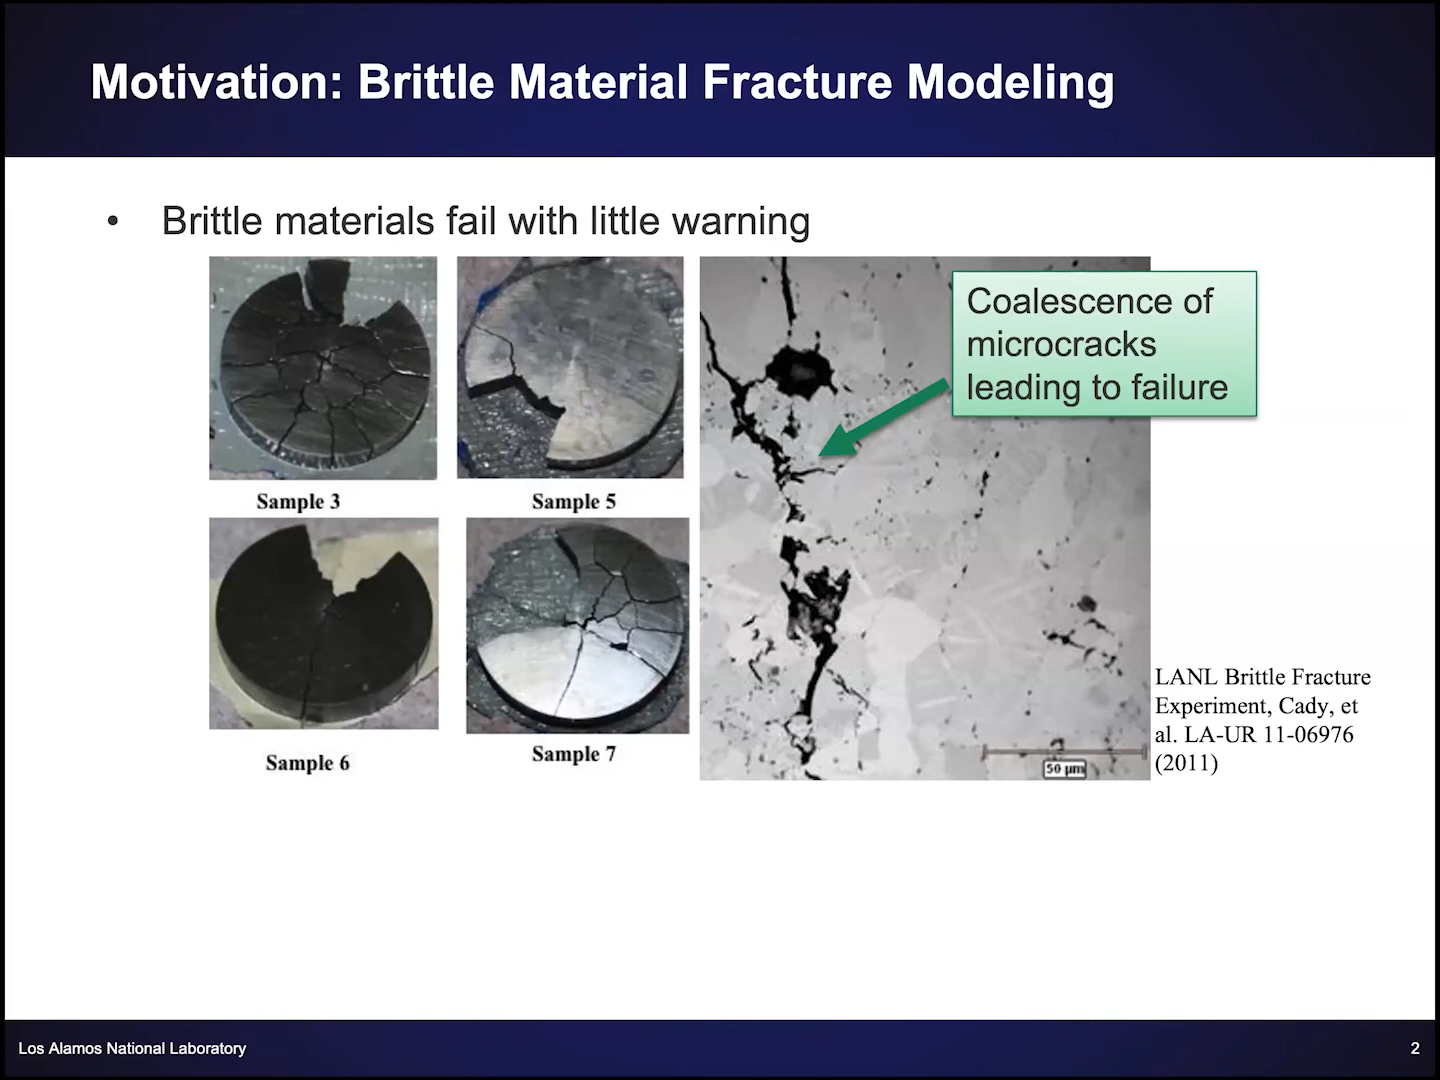 Motivation: Brittle Material Fracture Modeling
• Brittle materials fail with little warning
Coalescence of
microcracks
leading to failure
Sample 3
Sample 5
Sample 6
Sample 7
50 µm
LANL Brittle Fracture
Experiment, Cady, et
al. LA-UR 11-06976
(2011)
Los Alamos National Laboratory
2